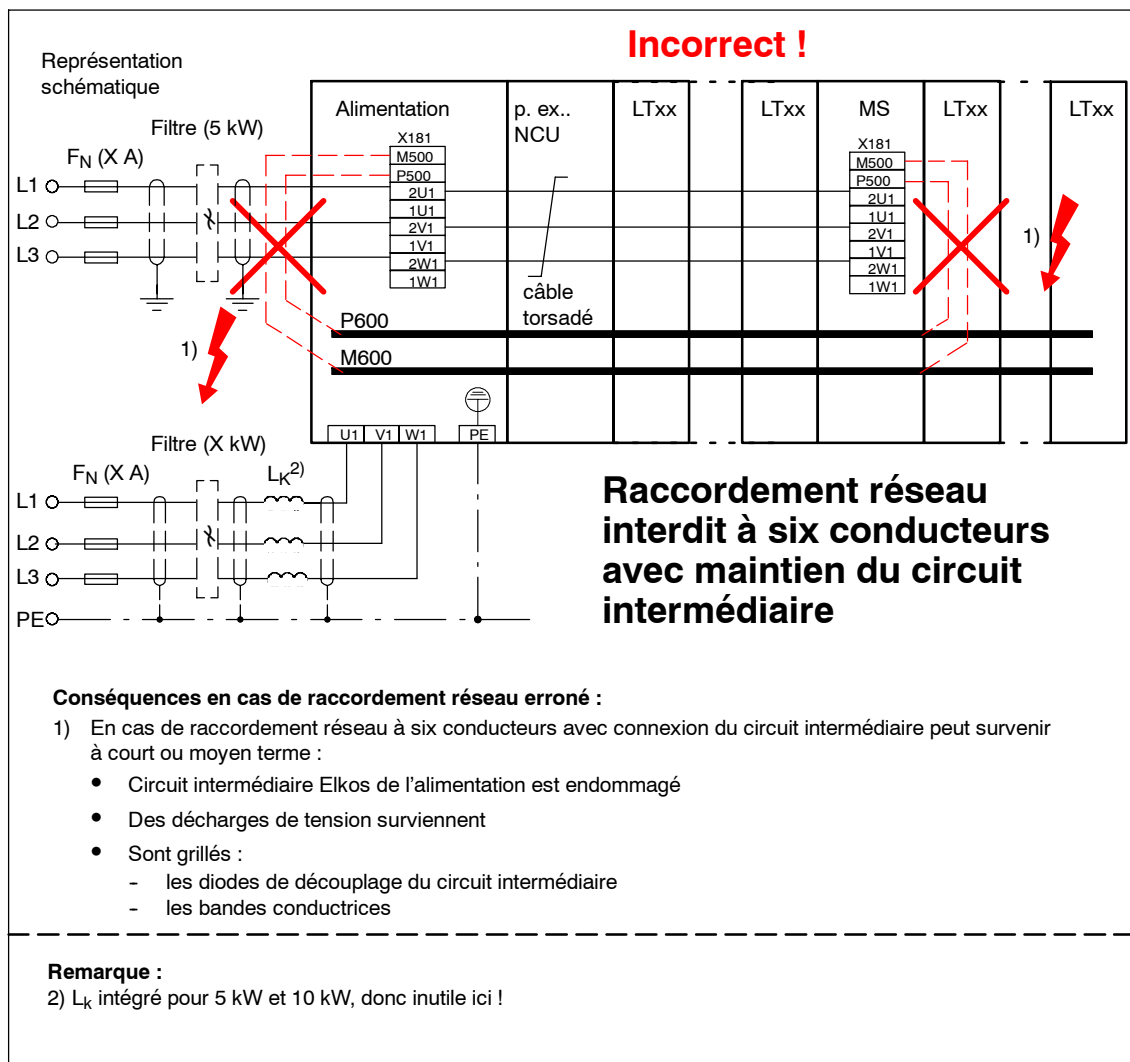 Incorrect !
Représentation
schématique
Filtre (5 kW)
FN (X A)
L1
L2
L3
1)
Alimentation
X181
M500
P500
2U1
1U1
2V1
1V1
2W1
1W1
p. ex..
NCU
câble
torsadé
LTxx
LTxx
MS
X181
M500
P500
2U1
1U1
2V1
1V1
2W1
1W1
LTxx
LTxx
1)
P600
M600
U1 V1 W1 PE
Filtre (X kW)
FN (X A)
LK2)
L1
L2
L3
PE
Raccordement réseau
interdit à six conducteurs
avec maintien du circuit
intermédiaire
Conséquences en cas de raccordement réseau erroné :
1) En cas de raccordement réseau à six conducteurs avec connexion du circuit intermédiaire peut survenir
à court ou moyen terme :
• Circuit intermédiaire Elkos de l'alimentation est endommagé
• Des décharges de tension surviennent
• Sont grillés :
- les diodes de découplage du circuit intermédiaire
- les bandes conductrices
Remarque :
2) Lk intégré pour 5 kW et 10 kW, donc inutile ici !